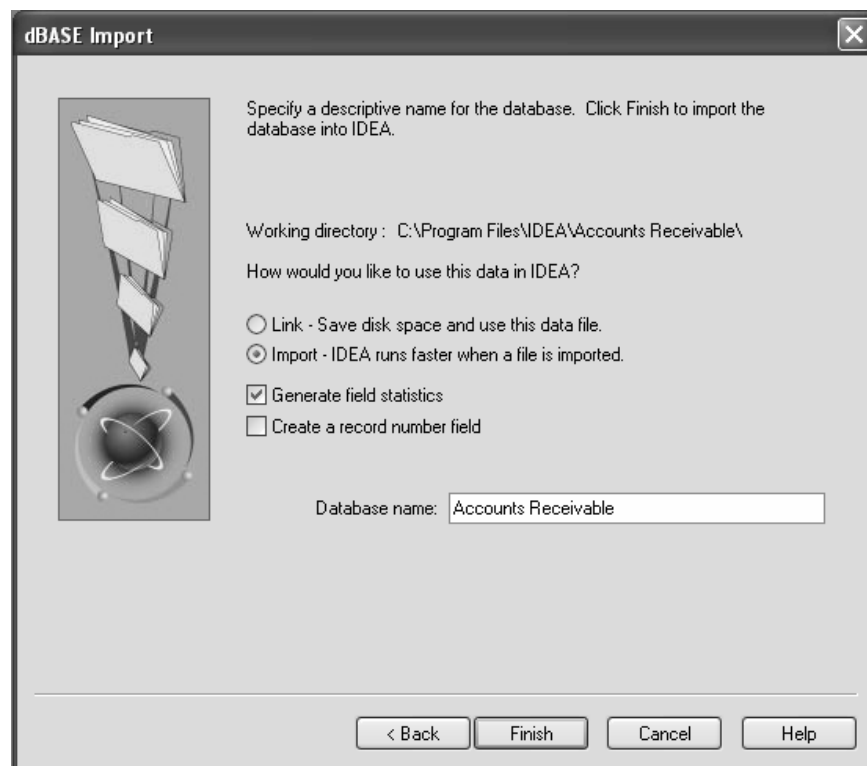 dBASE Import
Specify a descriptive name for the database. Click Finish to import the
database into IDEA.
Working directory : C:\Program Files\IDEA\Accounts Receivable\
How would you like to use this data in IDEA?
Link - Save disk space and use this data file.
Import - IDEA runs faster when a file is imported.
Generate field statistics
Create a record number field
Database name: Accounts Receivable
< Back Finish Cancel Help